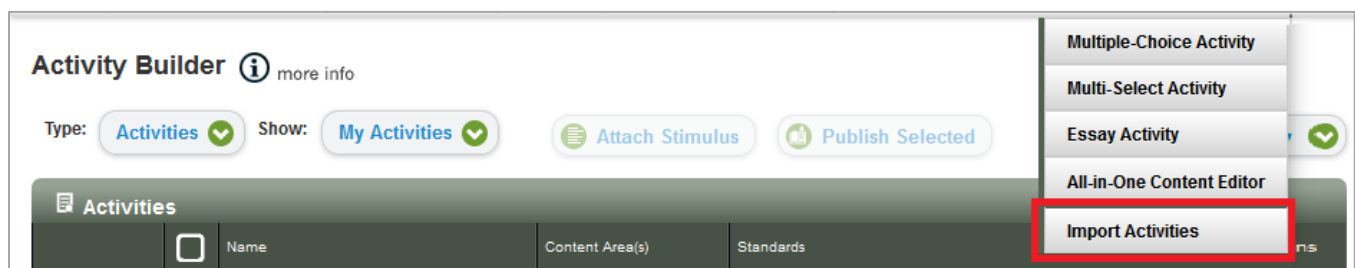 Activity Builder i more info
Type: Activities Show: My Activities Attach Stimulus Publish Selected
Multiple-Choice Activity
Multi-Select Activity
Essay Activity
All-in-One Content Editor
Import Activities
Activities
Name Content Area(s) Standards